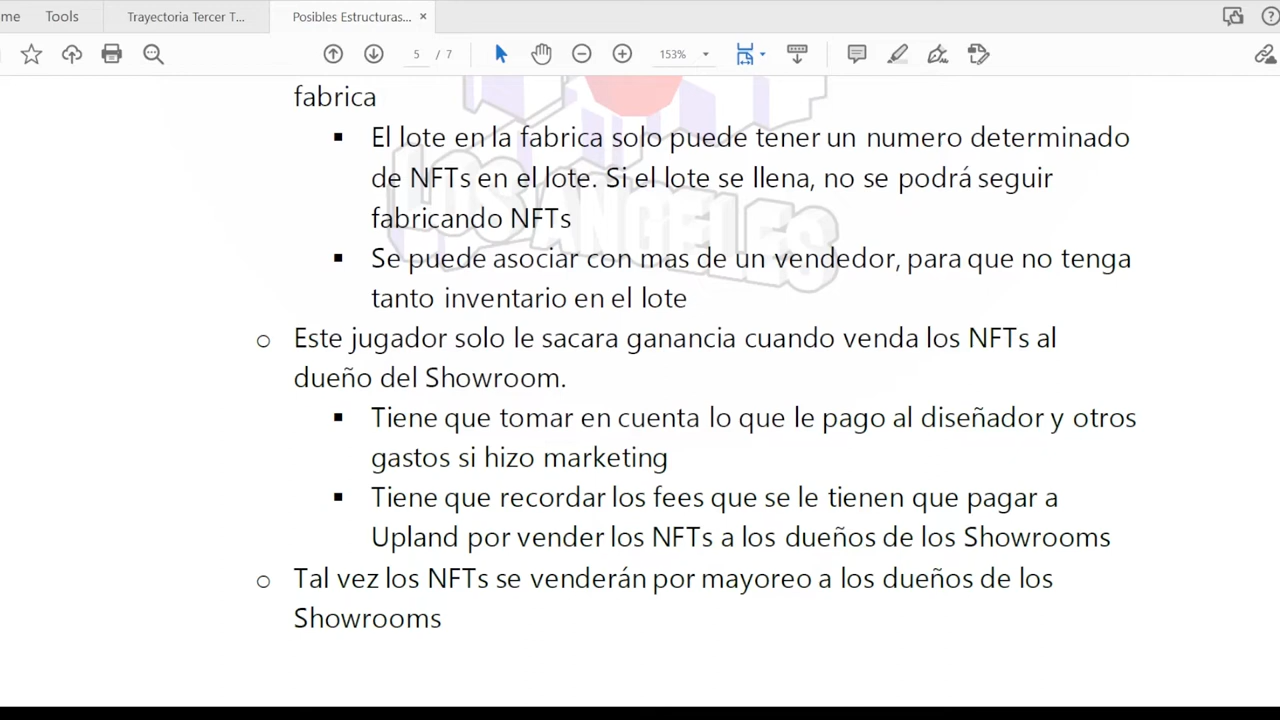 me Tools Trayectoria Tercer T... Posibles Estructuras... ×
5 / 7 153%
fabrica
▪ El lote en la fabrica solo puede tener un numero determinado
de NFTs en el lote. Si el lote se llena, no se podrá seguir
fabricando NFTs
▪ Se puede asociar con mas de un vendedor, para que no tenga
tanto inventario en el lote
o Este jugador solo le sacara ganancia cuando venda los NFTs al
dueño del Showroom.
▪ Tiene que tomar en cuenta lo que le pago al diseñador y otros
gastos si hizo marketing
▪ Tiene que recordar los fees que se le tienen que pagar a
Upland por vender los NFTs a los dueños de los Showrooms
o Tal vez los NFTs se venderán por mayoreo a los dueños de los
Showrooms
LOS ANGELES